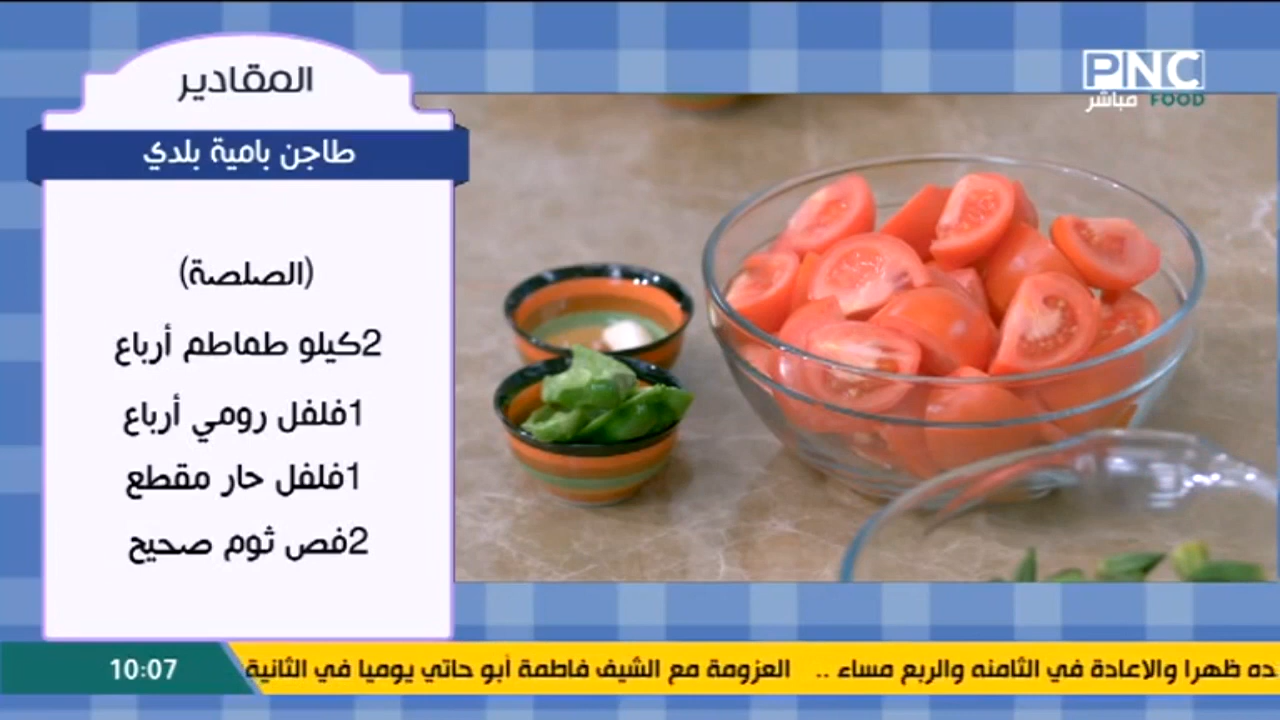 المقادير
طاجن بامية بلدي
(الصلصة)
2كيلو طماطم أرباع
1فلفل رومي أرباع
1فلفل حار مقطع
2فص ثوم صحيح
PNC
FOOD مباشر
ده ظهرا والاعادة في الثامنه والربع مساء .. العزومة مع الشيف فاطمة أبو حاتي يوميا في الثانية
10:07